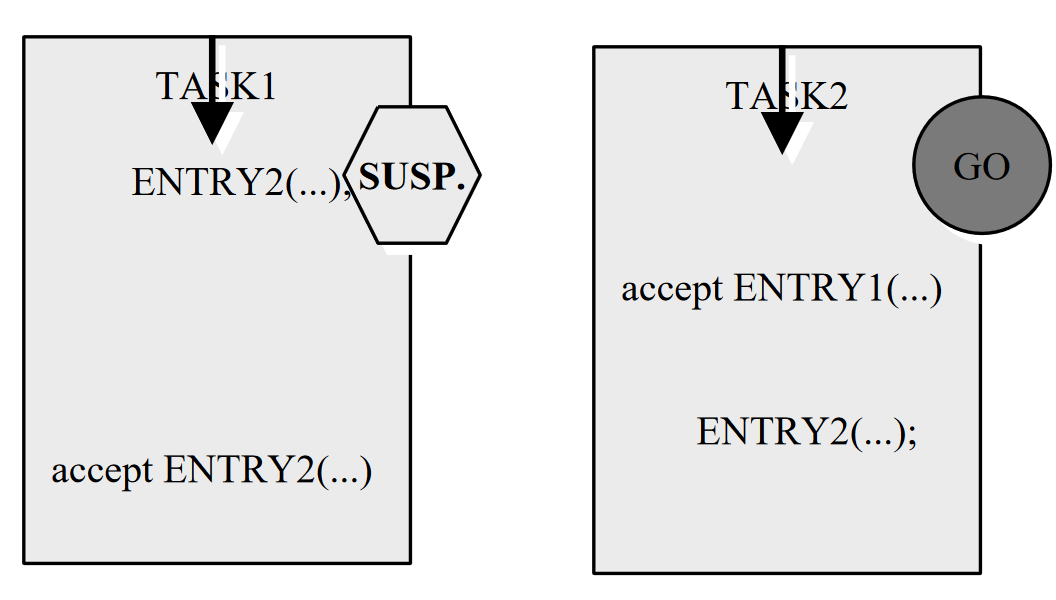 TASK1
ENTRY2(...);
SUSP.
accept ENTRY2(...)
TASK2
GO
accept ENTRY1(...)
ENTRY2(...);